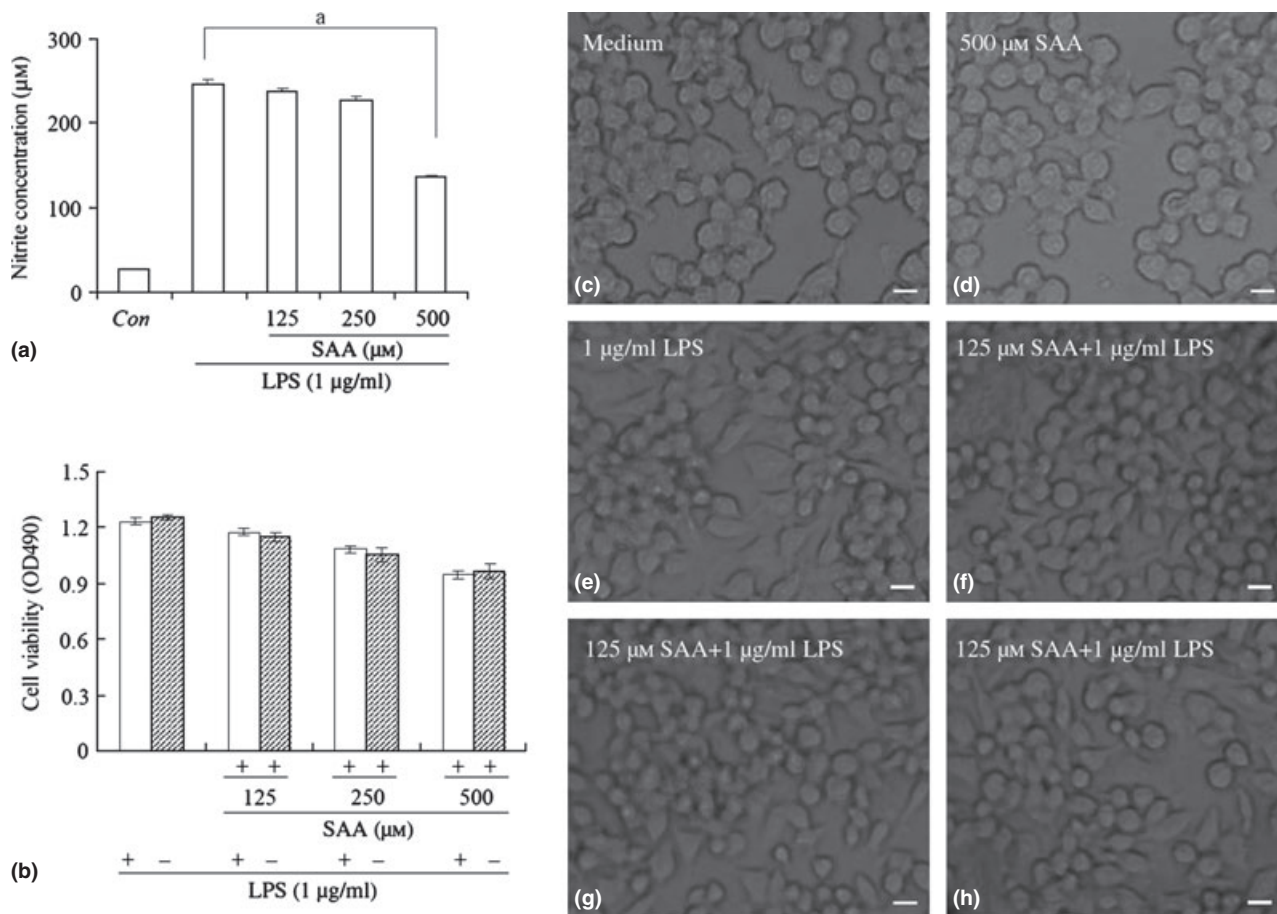 a
300
200
100
0
Nitrite concentration (µM)
Con
125 250 500
SAA (µM)
LPS (1 µg/ml)
(a)
1.5
1.2
0.9
0.6
0.3
0
Cell viability (OD490)
+ + + + + +
125 250 500
SAA (µM)
+ – + – + – + –
LPS (1 µg/ml)
(b)
Medium
(c)
500 µM SAA
(d)
1 µg/ml LPS
(e)
125 µM SAA+1 µg/ml LPS
(f)
125 µM SAA+1 µg/ml LPS
(g)
125 µM SAA+1 µg/ml LPS
(h)